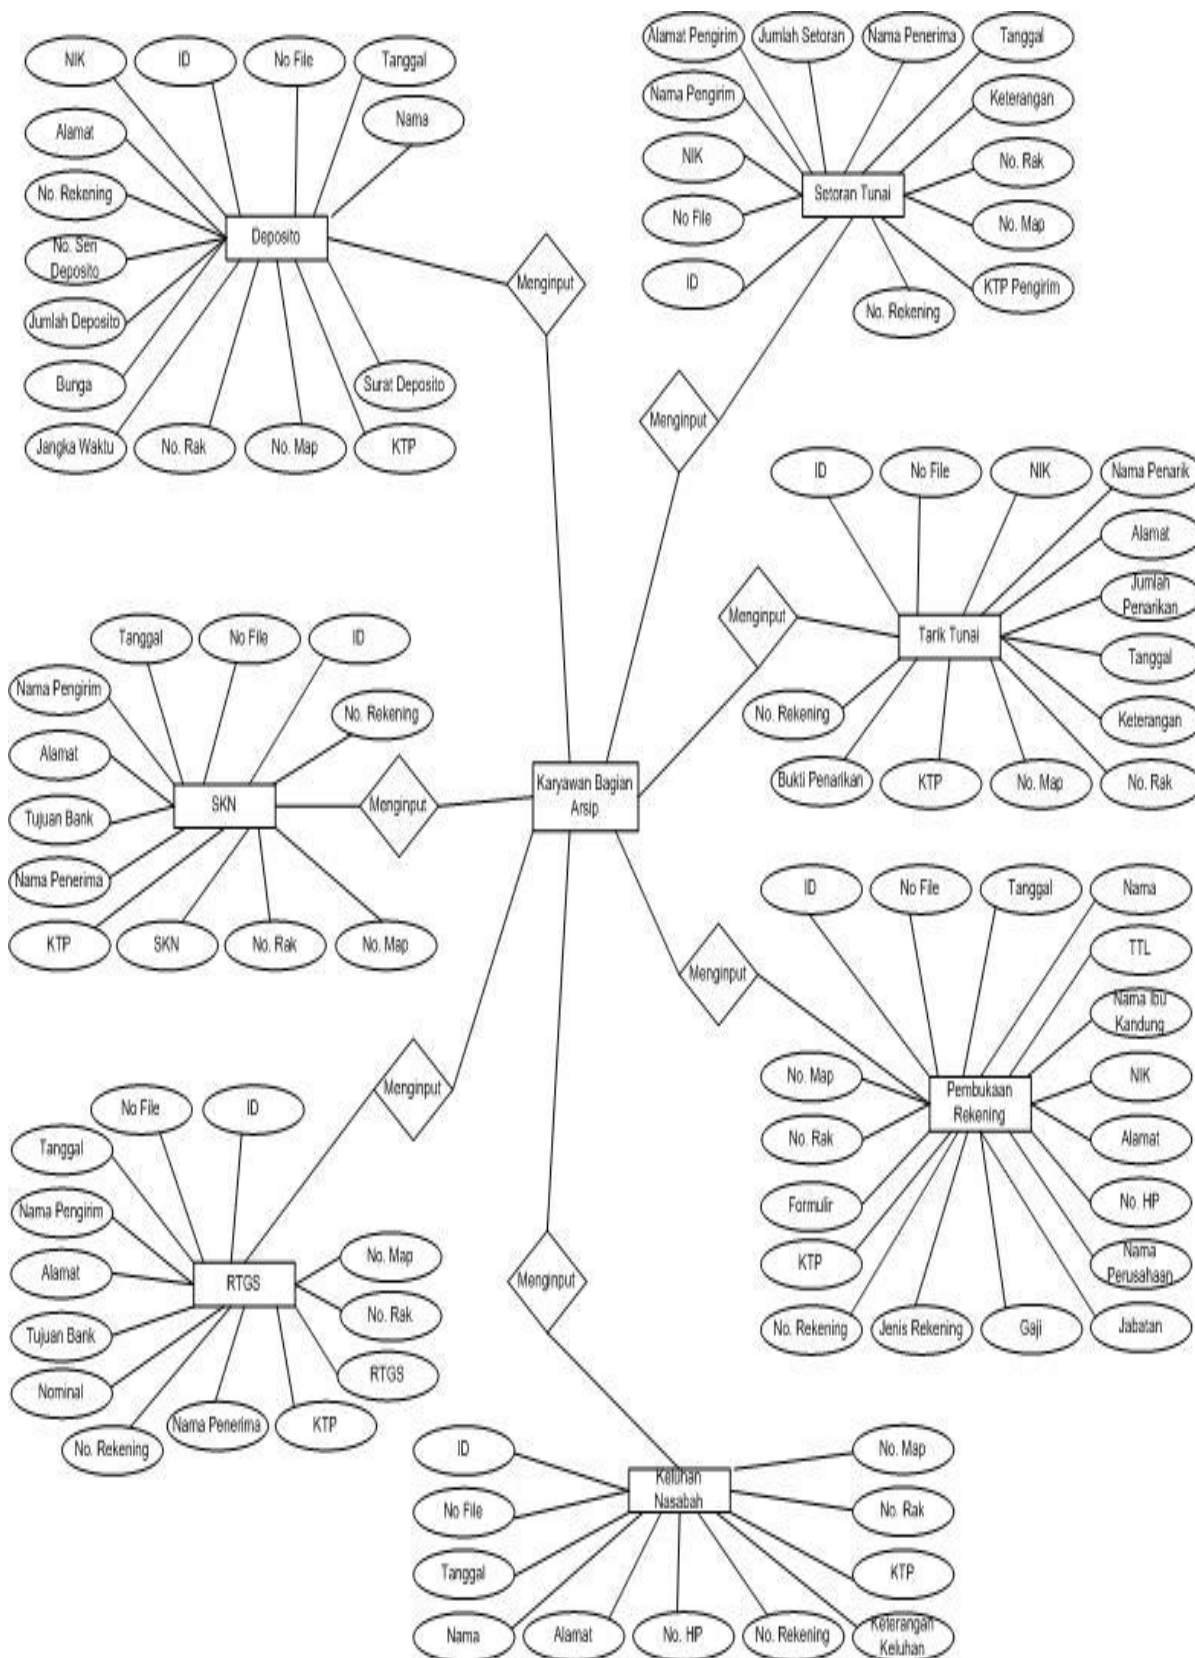 NIK
ID
No File
Tanggal
Nama
Alamat
No. Rekening
No. Seri
Deposito
Jumlah Deposito
Bunga
Jangka Waktu
No. Rak
No. Map
KTP
Surat Deposito
Deposito
Menginput
Alamat Pengirim
Jumlah Setoran
Nama Penerima
Tanggal
Nama Pengirim
Keterangan
NIK
No. Rak
No File
No. Map
ID
KTP Pengirim
No. Rekening
Setoran Tunai
Menginput
ID
No File
NIK
Nama Penarik
Alamat
Jumlah
Penarikan
Tanggal
Keterangan
No. Rak
No. Map
KTP
Bukti Penarikan
No. Rekening
Tarik Tunai
Menginput
Tanggal
No File
ID
Nama Pengirim
No. Rekening
Alamat
Tujuan Bank
Nama Penerima
KTP
SKN
No. Rak
No. Map
SKN
Menginput
Karyawan Bagian
Arsip
ID
No File
Tanggal
Nama
TTL
Nama Ibu
Kandung
NIK
Alamat
No. HP
Nama
Perusahaan
Jabatan
Gaji
Jenis Rekening
No. Rekening
KTP
Formulir
No. Rak
No. Map
Pembukaan
Rekening
Menginput
No File
ID
Tanggal
Nama Pengirim
Alamat
Tujuan Bank
Nominal
No. Rekening
Nama Penerima
KTP
RTGS
No. Rak
No. Map
RTGS
Menginput
Menginput
ID
No File
Tanggal
Nama
Alamat
No. HP
No. Rekening
Keterangan
Keluhan
KTP
No. Rak
No. Map
Keluhan
Nasabah